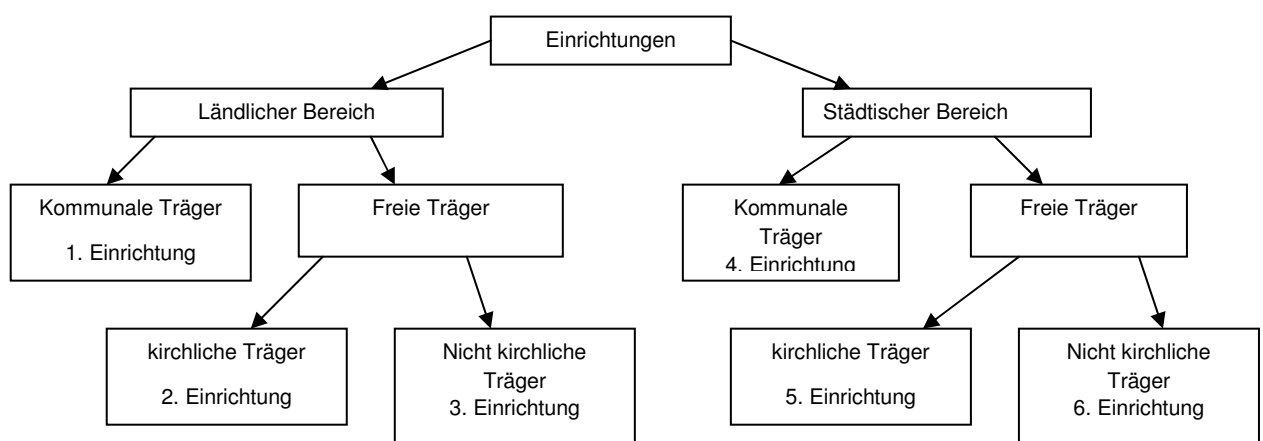 Einrichtungen
Ländlicher Bereich
Städtischer Bereich
Kommunale Träger
1. Einrichtung
Freie Träger
Kommunale
Träger
4. Einrichtung
Freie Träger
kirchliche Träger
2. Einrichtung
Nicht kirchliche
Träger
3. Einrichtung
kirchliche Träger
5. Einrichtung
Nicht kirchliche
Träger
6. Einrichtung